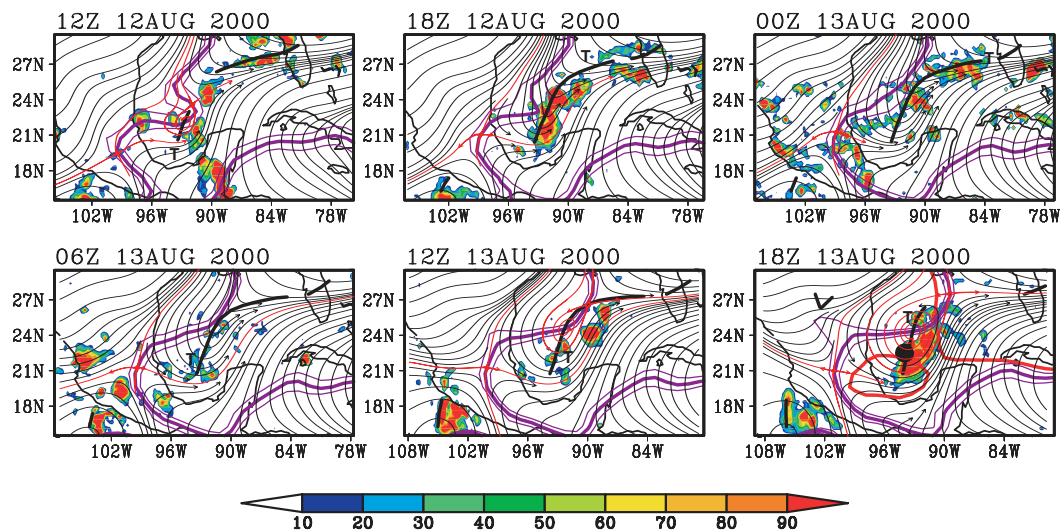 12Z 12AUG 2000
27N
24N
21N
18N
T
102W 96W 90W 84W 78W
18Z 12AUG 2000
27N
24N
21N
18N
T
102W 96W 90W 84W 78W
00Z 13AUG 2000
27N
24N
21N
18N
T
102W 96W 90W 84W 78W
06Z 13AUG 2000
27N
24N
21N
18N
T
102W 96W 90W 84W 78W
12Z 13AUG 2000
27N
24N
21N
18N
T
102W 96W 90W 84W
18Z 13AUG 2000
27N
24N
21N
18N
T
108W 102W 96W 90W 84W
10 20 30 40 50 60 70 80 90